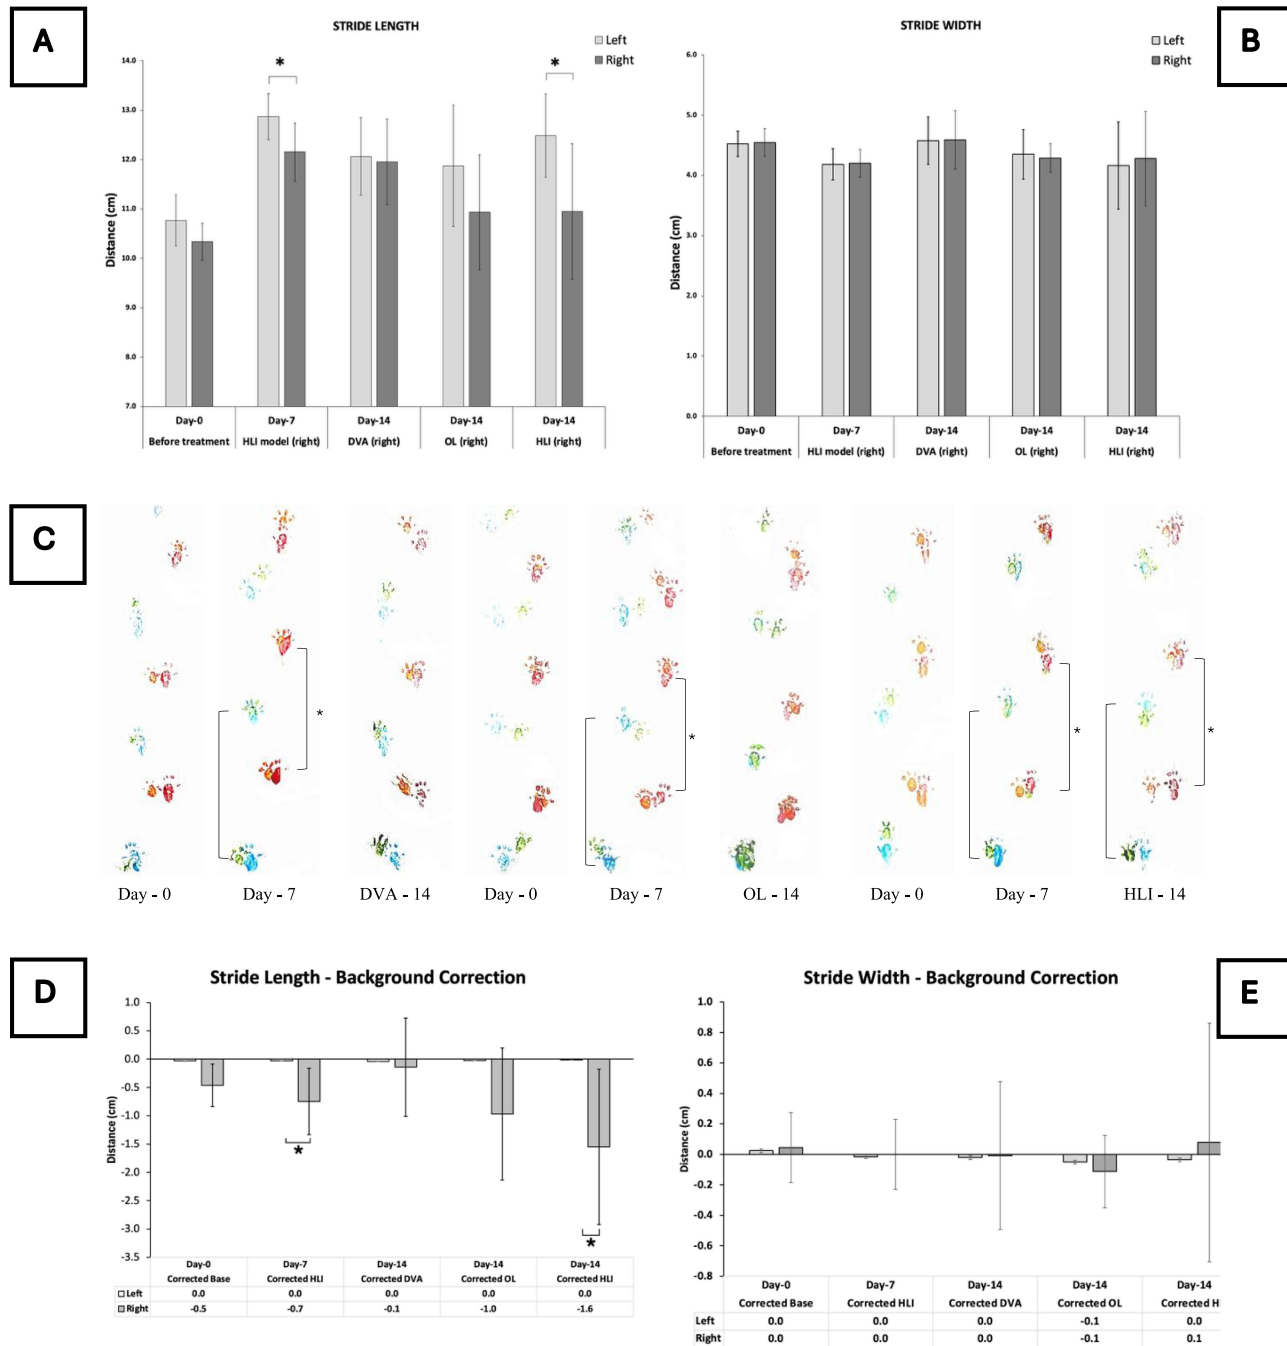 A
STRIDE LENGTH
Left
Right
14.0
13.0
12.0
11.0
10.0
9.0
8.0
7.0
Distance (cm)
*
*
Day-0 Day-7 Day-14 Day-14 Day-14
Before treatment HLI model (right) DVA (right) OL (right) HLI (right)
B
STRIDE WIDTH
Left
Right
6.0
5.0
4.0
3.0
2.0
1.0
0.0
Distance (cm)
Day-0 Day-7 Day-14 Day-14 Day-14
Before treatment HLI model (right) DVA (right) OL (right) HLI (right)
C
* * * *
Day - 0 Day - 7 DVA - 14 Day - 0 Day - 7 OL - 14 Day - 0 Day - 7 HLI - 14
D
Stride Length - Background Correction
1.0
0.5
0.0
-0.5
-1.0
-1.5
-2.0
-2.5
-3.0
-3.5
Distance (cm)
*
*
Day-0 Day-7 Day-14 Day-14 Day-14
Corrected Base Corrected HLI Corrected DVA Corrected OL Corrected HLI
Left 0.0 0.0 0.0 0.0 0.0
Right -0.5 -0.7 -0.1 -1.0 -1.6
E
Stride Width - Background Correction
1.0
0.8
0.6
0.4
0.2
0.0
-0.2
-0.4
-0.6
-0.8
Distance (cm)
Day-0 Day-7 Day-14 Day-14 Day-14
Corrected Base Corrected HLI Corrected DVA Corrected OL Corrected H
Left 0.0 0.0 0.0 -0.1 0.0
Right 0.0 0.0 0.0 -0.1 0.1